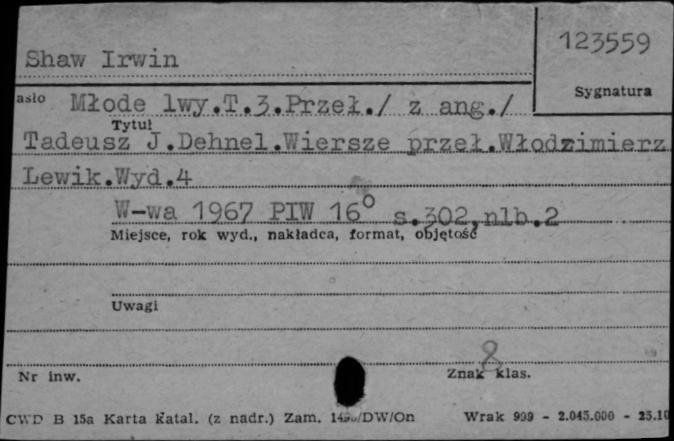 Shaw Irwin
123559
Sygnatura
asło Młode lwy.T.3.Przeł./ z ang./
Tytuł
Tadeusz J.Dehnel.Wiersze przeł.Włodzimierz
Lewik.Wyd.4
W-wa 1967 PIW 16° s.302,nlb.2
Miejsce, rok wyd., nakładca, format, objętość
Uwagi
8
Nr inw.
Znak klas.
CWD B 15a Karta katal. (z nadr.) Zam. /DW/On Wrak 999 - 2.045.000 - 25.10